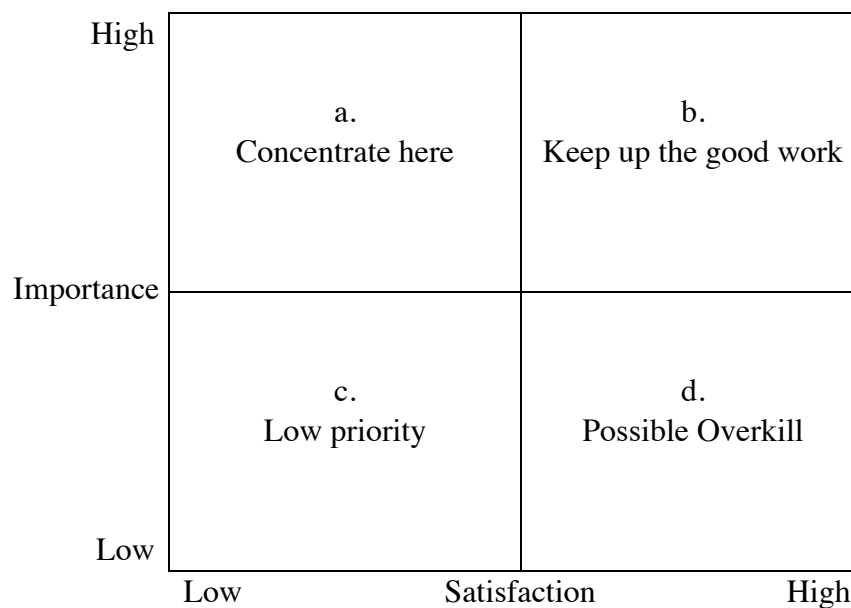 High
a.
Concentrate here
b.
Keep up the good work
Importance
c.
Low priority
d.
Possible Overkill
Low
Low Satisfaction High